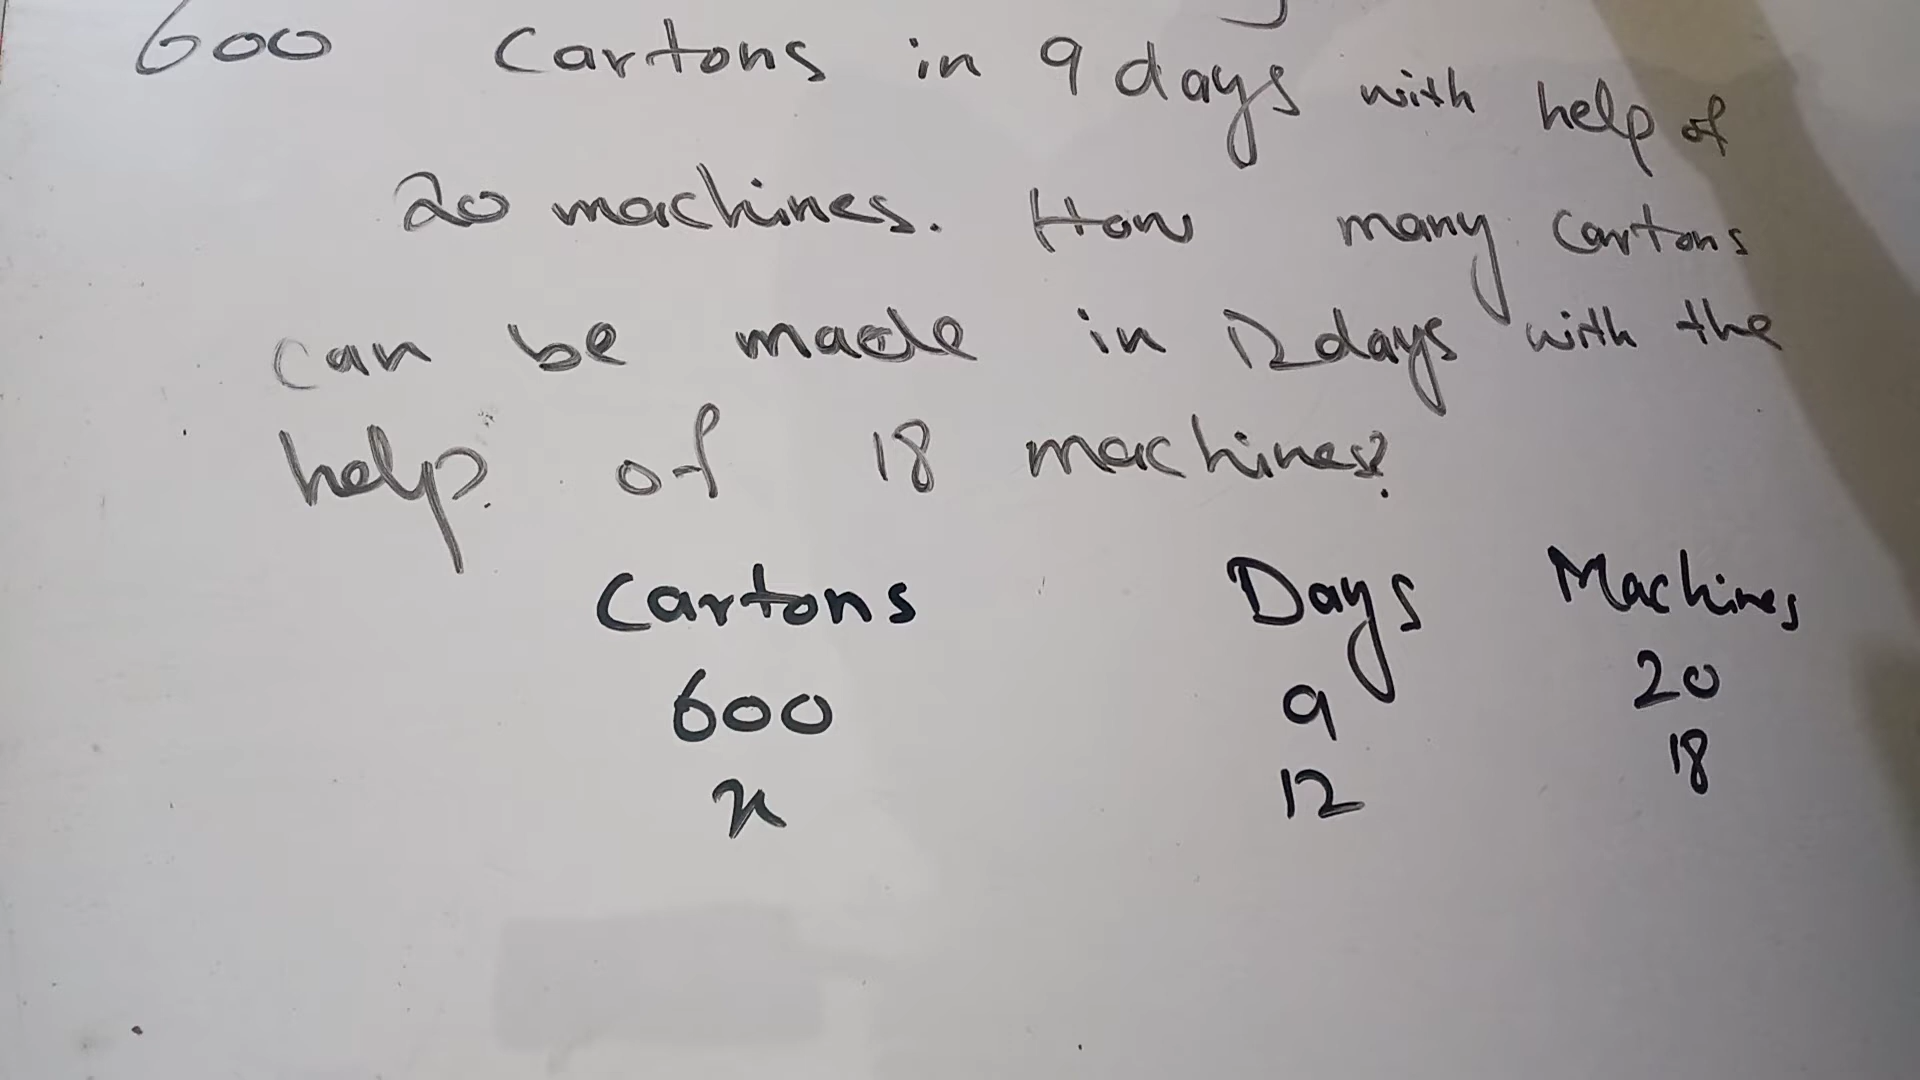 600 Cartons in 9 days with help of
20 machines. How many Cartons
can be made in 12 days with the
help of 18 machines?
Cartons Days Machines
600 9 20
x 12 18